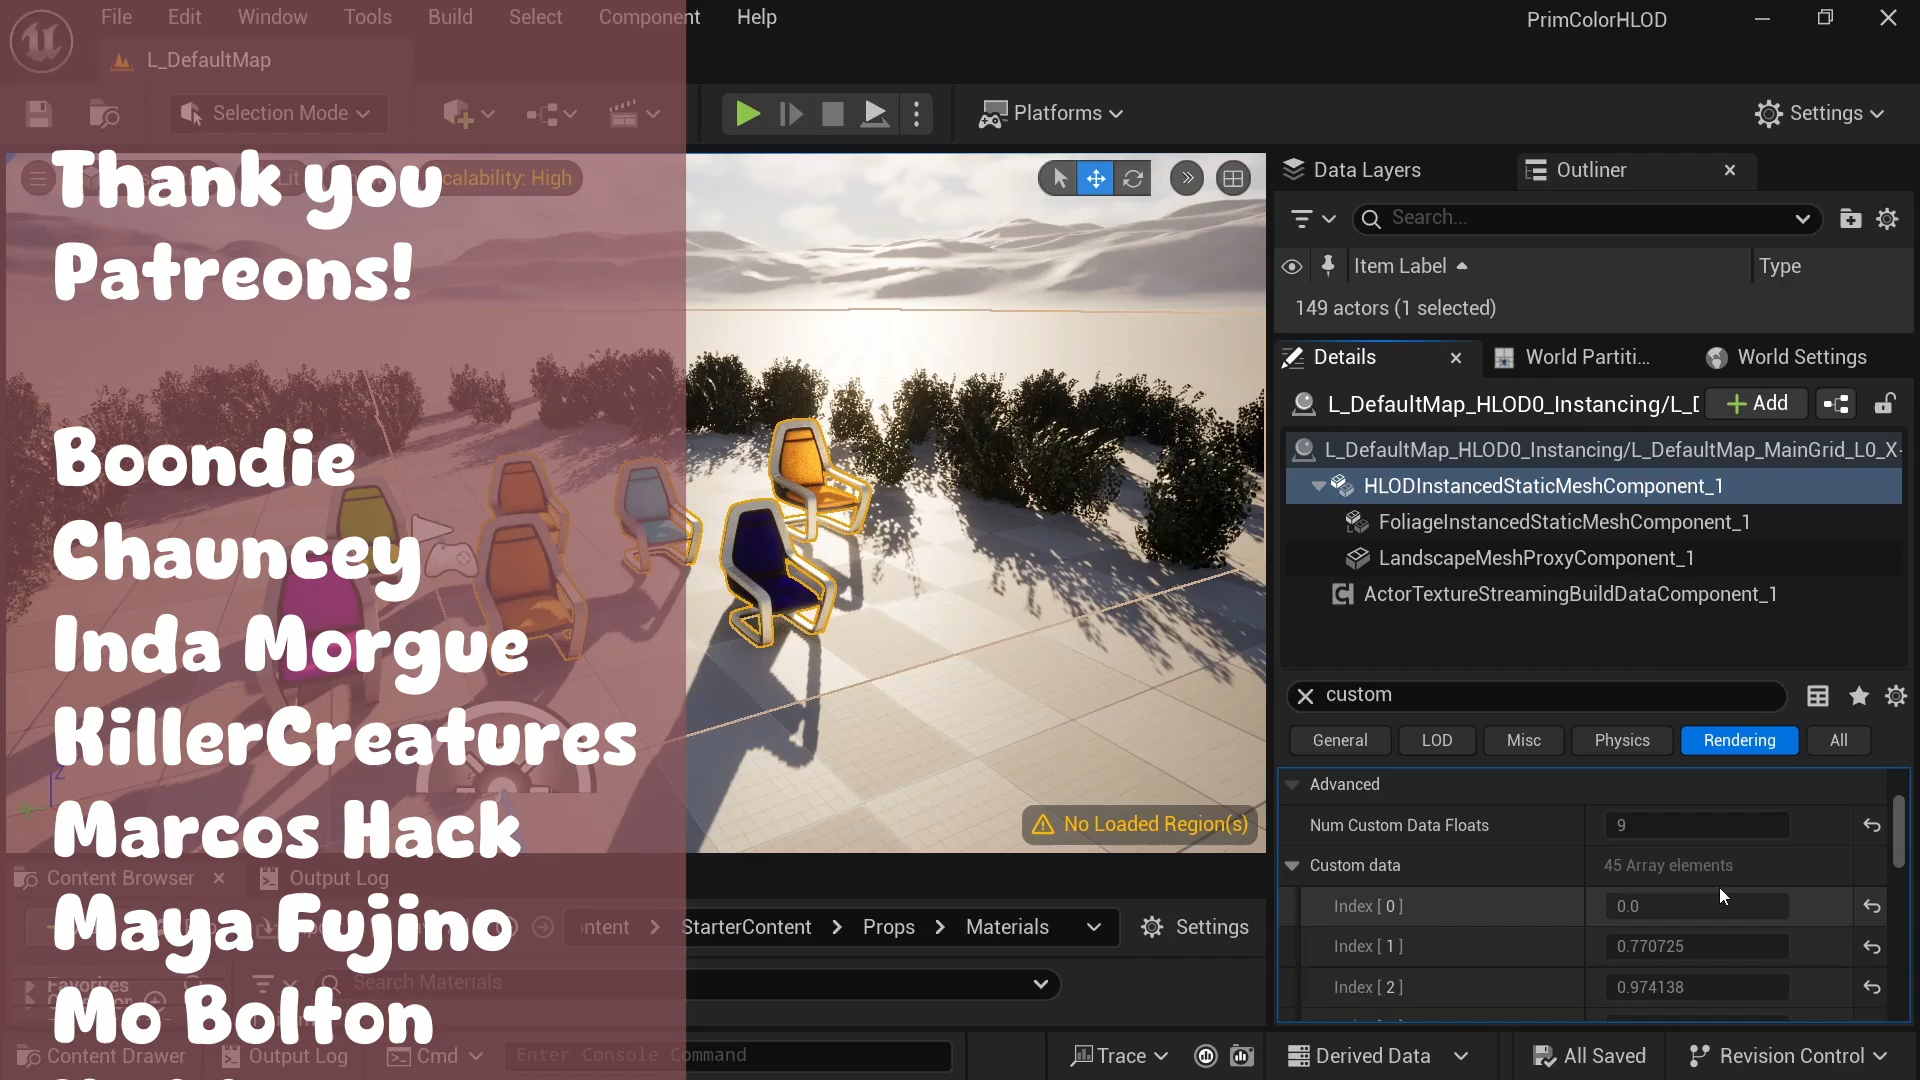 File Edit Window Tools Build Select Component Help
PrimColorHLOD
L_DefaultMap
Selection Mode
Platforms
Settings
Thank you
Patreons!
Boondie
Chauncey
Inda Morgue
KillerCreatures
Marcos Hack
Maya Fujino
Mo Bolton
Lit
calability: High
No Loaded Region(s)
Data Layers
Outliner
Search...
Item Label
Type
149 actors (1 selected)
Details
World Partiti...
World Settings
L_DefaultMap_HLOD0_Instancing/L_D
Add
L_DefaultMap_HLOD0_Instancing/L_DefaultMap_MainGrid_L0_X-
HLODInstancedStaticMeshComponent_1
FoliageInstancedStaticMeshComponent_1
LandscapeMeshProxyComponent_1
ActorTextureStreamingBuildDataComponent_1
custom
General LOD Misc Physics Rendering All
Advanced
Num Custom Data Floats 9
Custom data 45 Array elements
Index [ 0 ] 0.0
Index [ 1 ] 0.770725
Index [ 2 ] 0.974138
Content Browser
Output Log
ntent > StarterContent > Props > Materials
Settings
Favorites
Search Materials
Content Drawer
Output Log
Cmd
Enter Console Command
Trace
Derived Data
All Saved
Revision Control